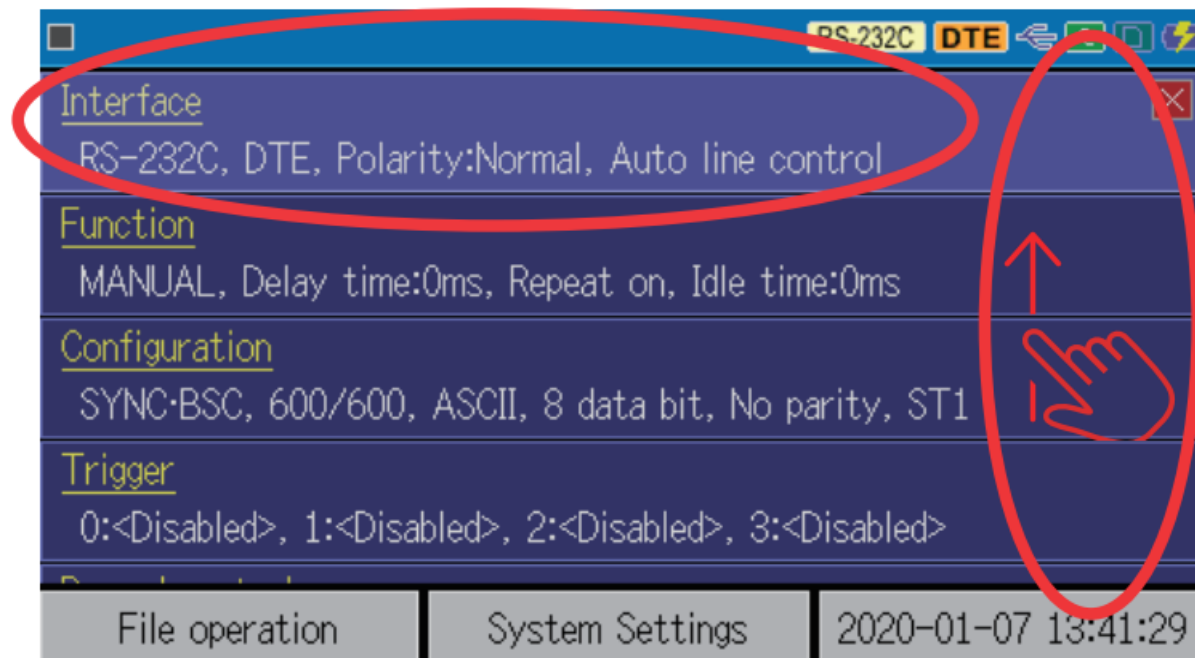 RS-232C DTE
Interface
RS-232C, DTE, Polarity:Normal, Auto line control
Function
MANUAL, Delay time:0ms, Repeat on, Idle time:0ms
Configuration
SYNC·BSC, 600/600, ASCII, 8 data bit, No parity, ST1
Trigger
0:<Disabled>, 1:<Disabled>, 2:<Disabled>, 3:<Disabled>
File operation System Settings 2020-01-07 13:41:29